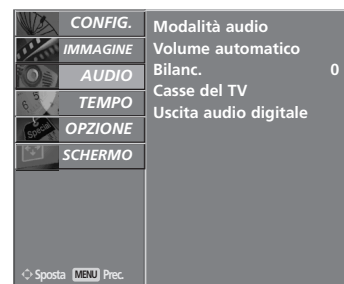 CONFIG.
IMMAGINE
AUDIO
TEMPO
OPZIONE
SCHERMO
Sposta MENU Prec.
Modalità audio
Volume automatico
Bilanc. 0
Casse del TV
Uscita audio digitale